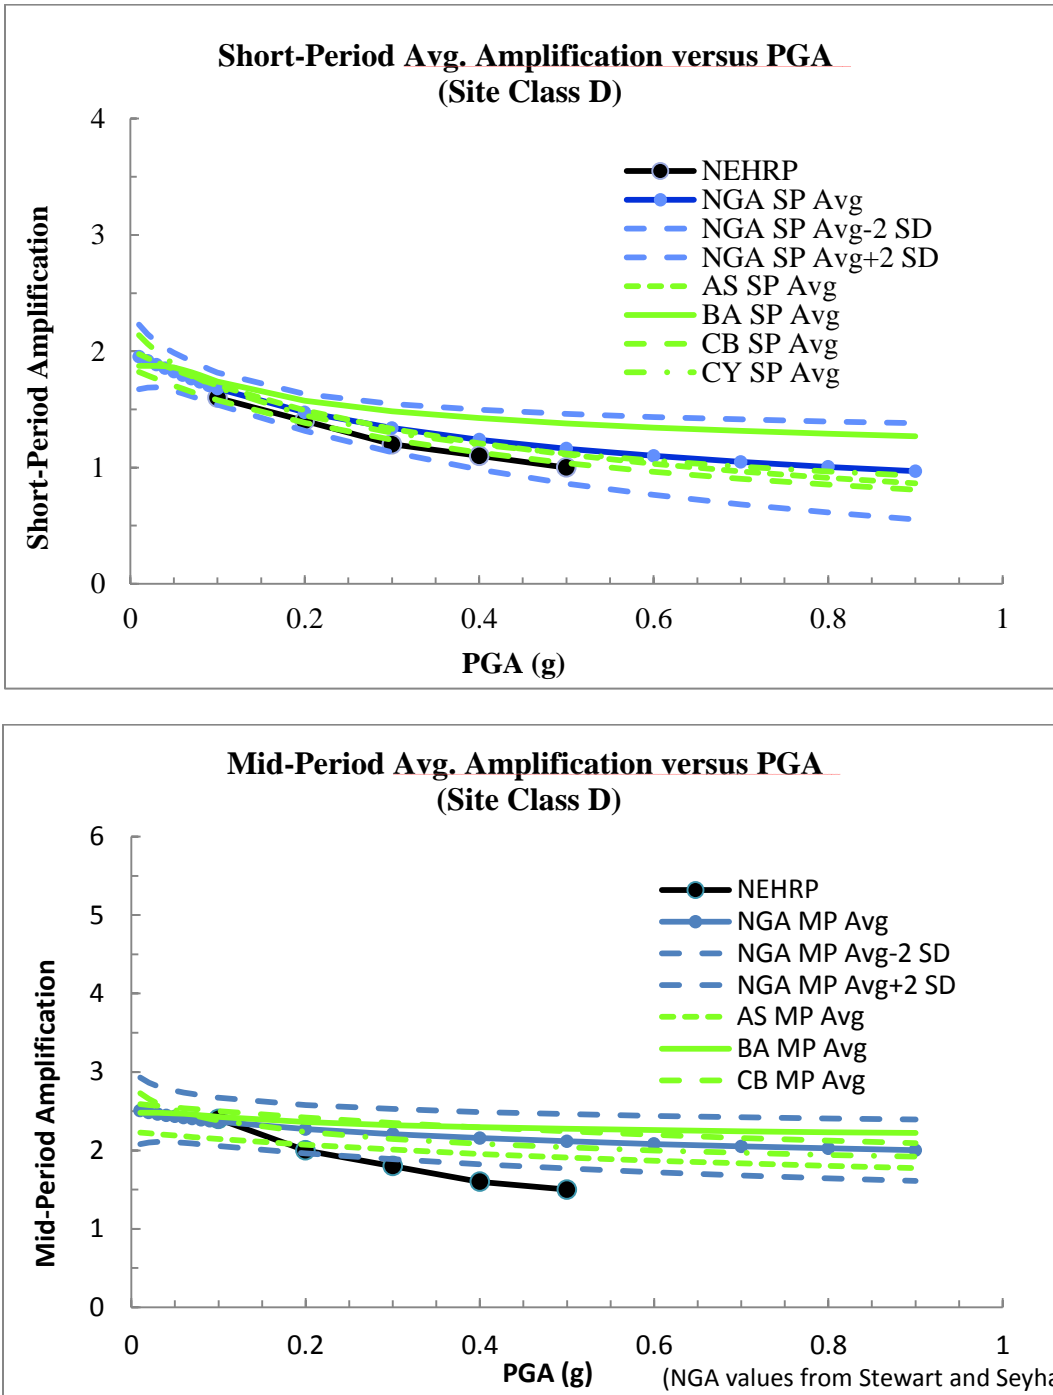 Short-Period Avg. Amplification versus PGA
(Site Class D)
4
3
2
1
0
Short-Period Amplification
NEHRP
NGA SP Avg
NGA SP Avg-2 SD
NGA SP Avg+2 SD
AS SP Avg
BA SP Avg
CB SP Avg
CY SP Avg
0 0.2 0.4 0.6 0.8 1
PGA (g)
Mid-Period Avg. Amplification versus PGA
(Site Class D)
6
5
4
3
2
1
0
Mid-Period Amplification
NEHRP
NGA MP Avg
NGA MP Avg-2 SD
NGA MP Avg+2 SD
AS MP Avg
BA MP Avg
CB MP Avg
0 0.2 0.4 0.6 0.8 1
PGA (g)
(NGA values from Stewart and Seyha